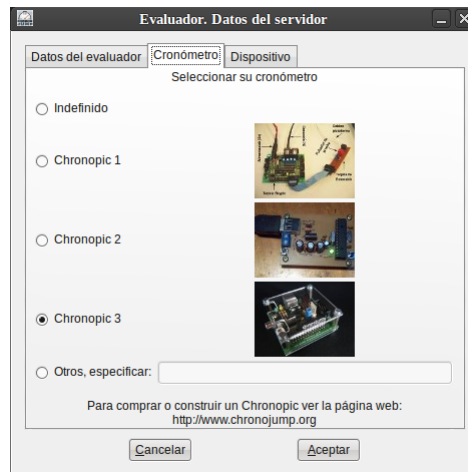 Evaluador. Datos del servidor
Datos del evaluador Cronómetro Dispositivo
Seleccionar su cronómetro
Indefinido
Chronopic 1
Chronopic 2
Chronopic 3
Otros, especificar:
Para comprar o construir un Chronopic ver la página web:
http://www.chronojump.org
Cancelar Aceptar